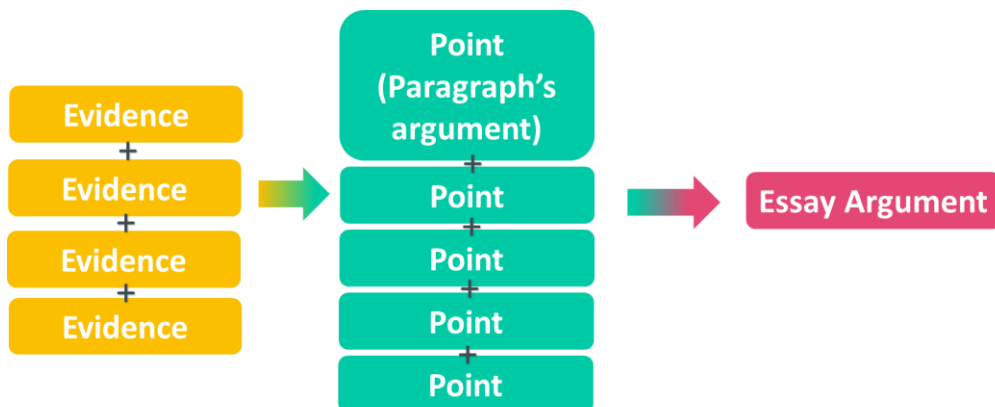 Evidence
+
Evidence
+
Evidence
+
Evidence
Point
(Paragraph’s
argument)
+
Point
+
Point
+
Point
+
Point
Essay Argument